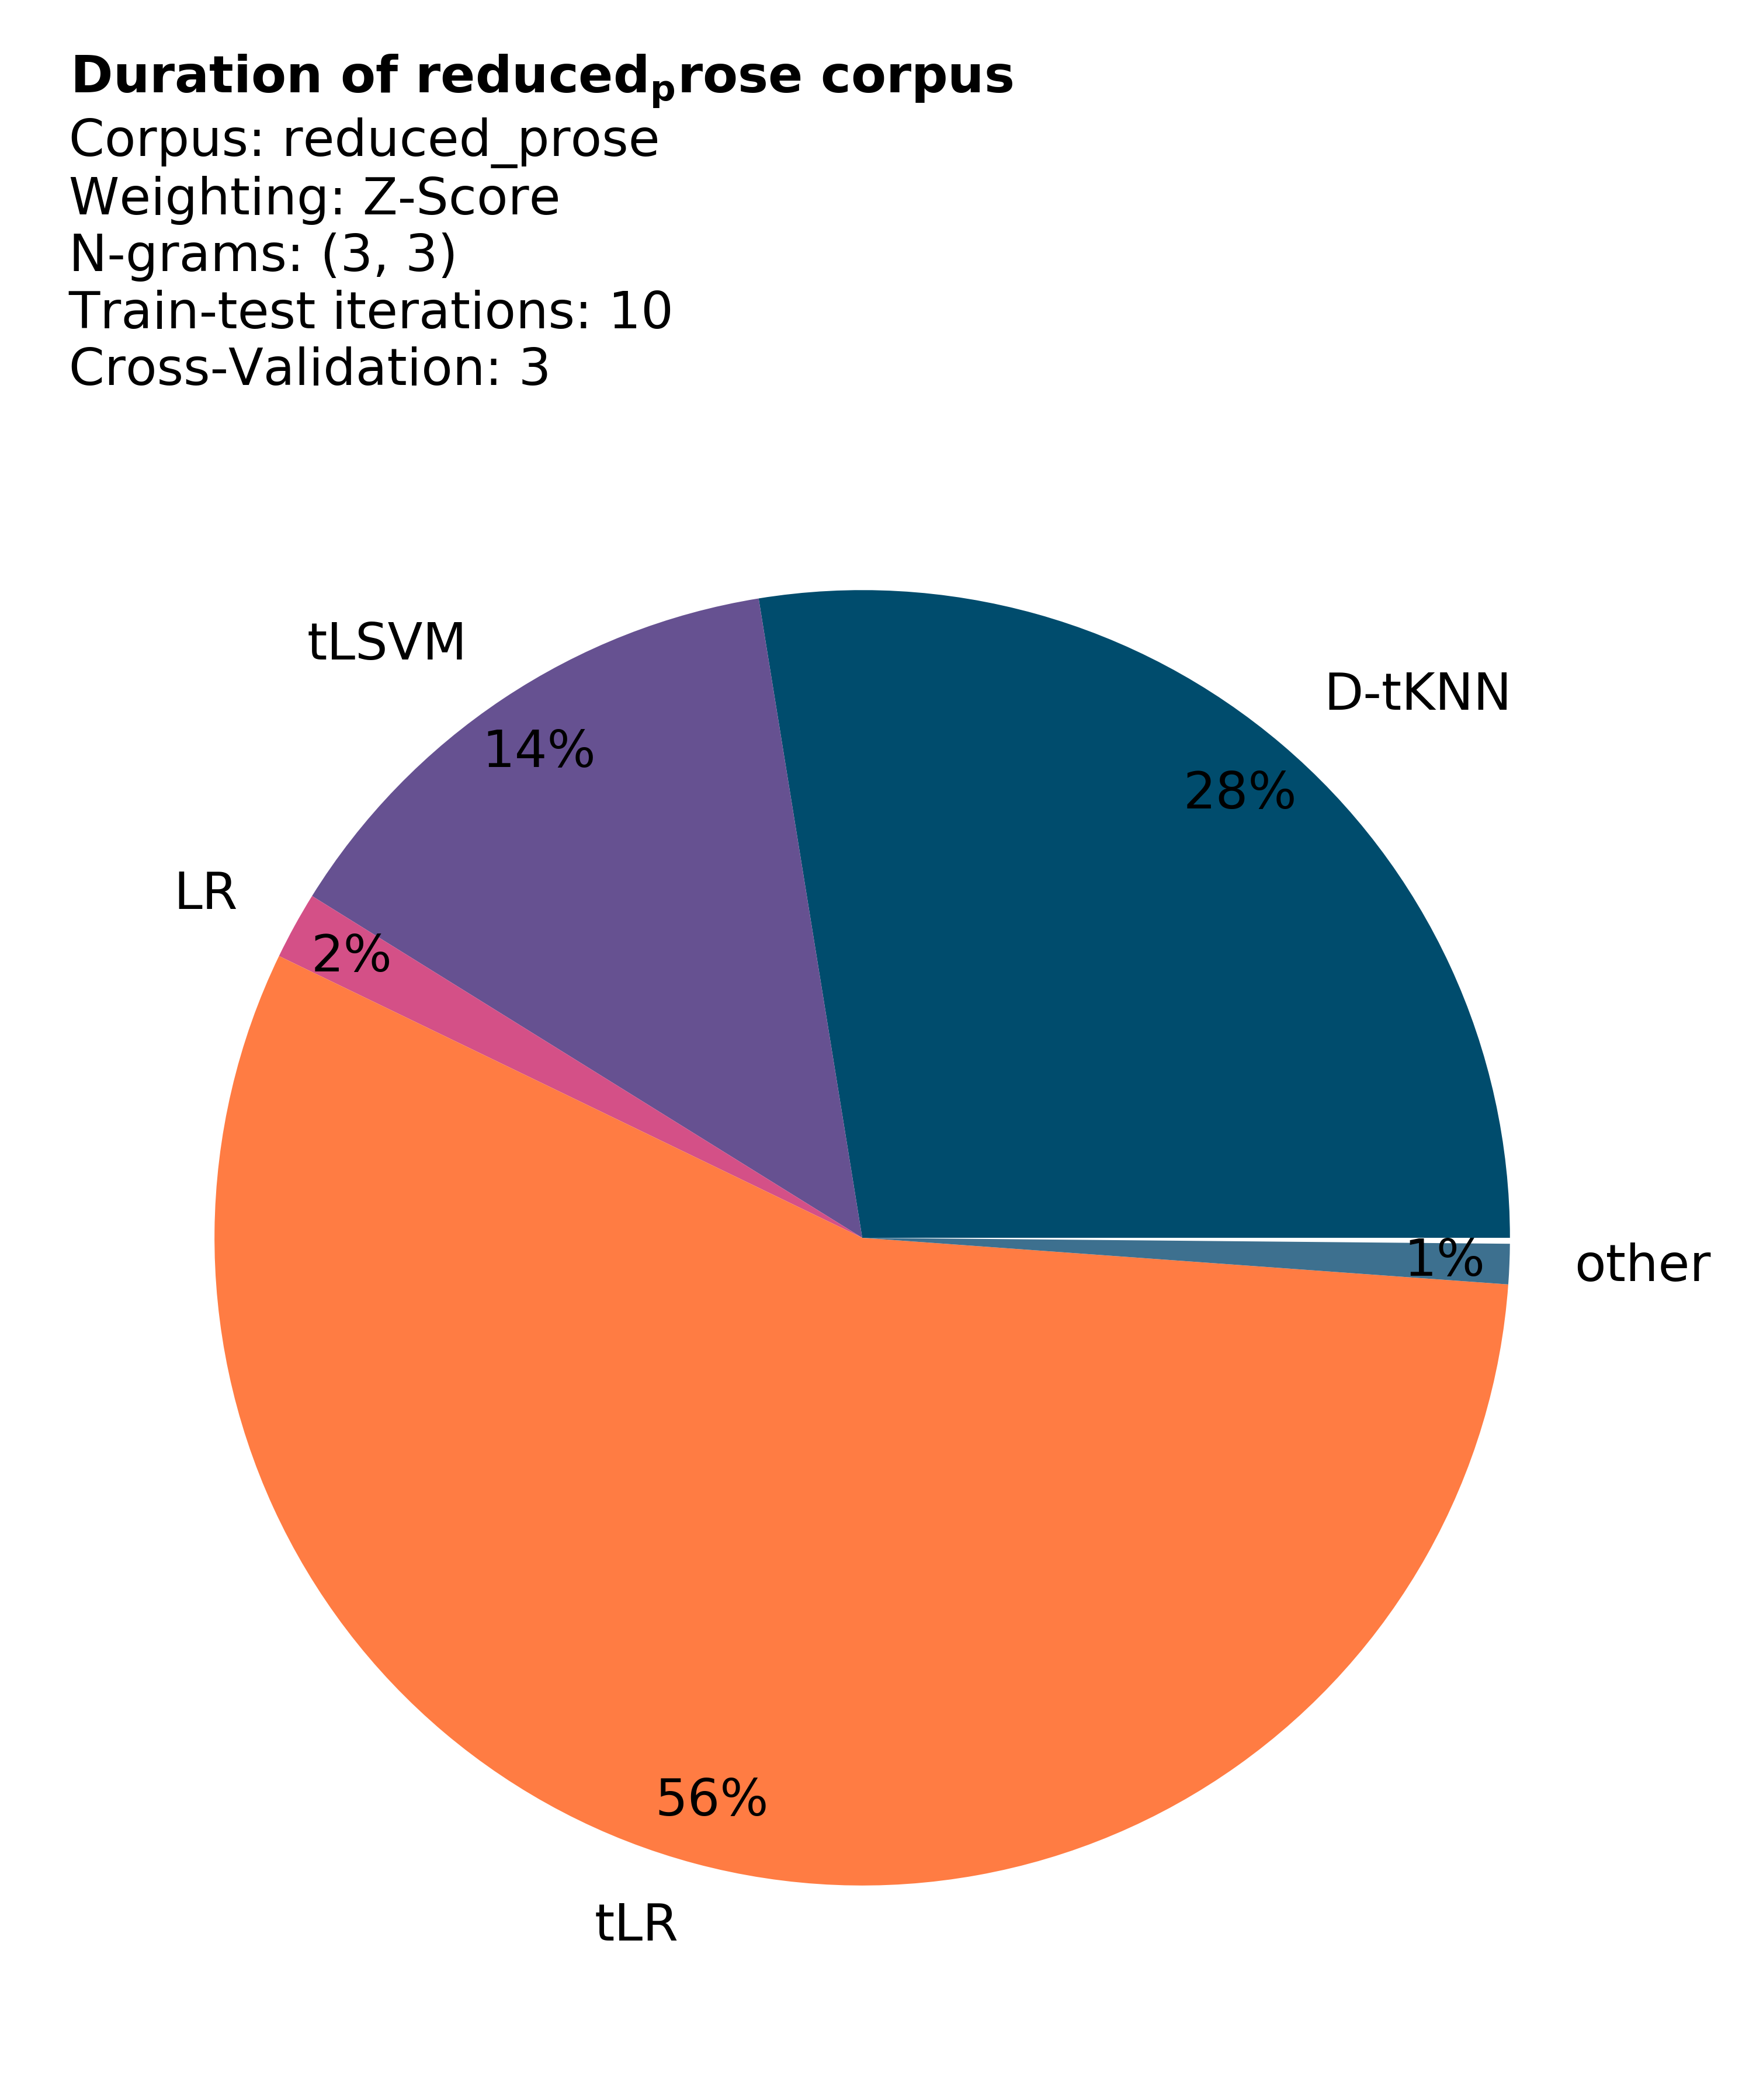 Duration of reducedₚrose corpus
Corpus: reduced_prose
Weighting: Z-Score
N-grams: (3, 3)
Train-test iterations: 10
Cross-Validation: 3
tLSVM
D-tKNN
14%
28%
LR
2%
1%
other
56%
tLR